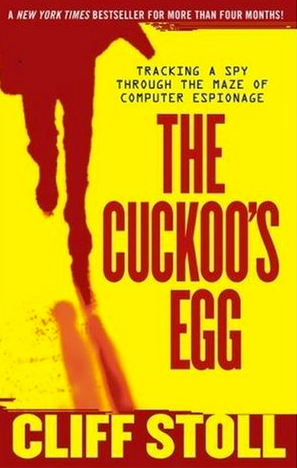 A NEW YORK TIMES BESTSELLER FOR MORE THAN FOUR MONTHS!
TRACKING A SPY
THROUGH THE MAZE OF
COMPUTER ESPIONAGE
THE
CUCKOO'S
EGG
CLIFF STOLL